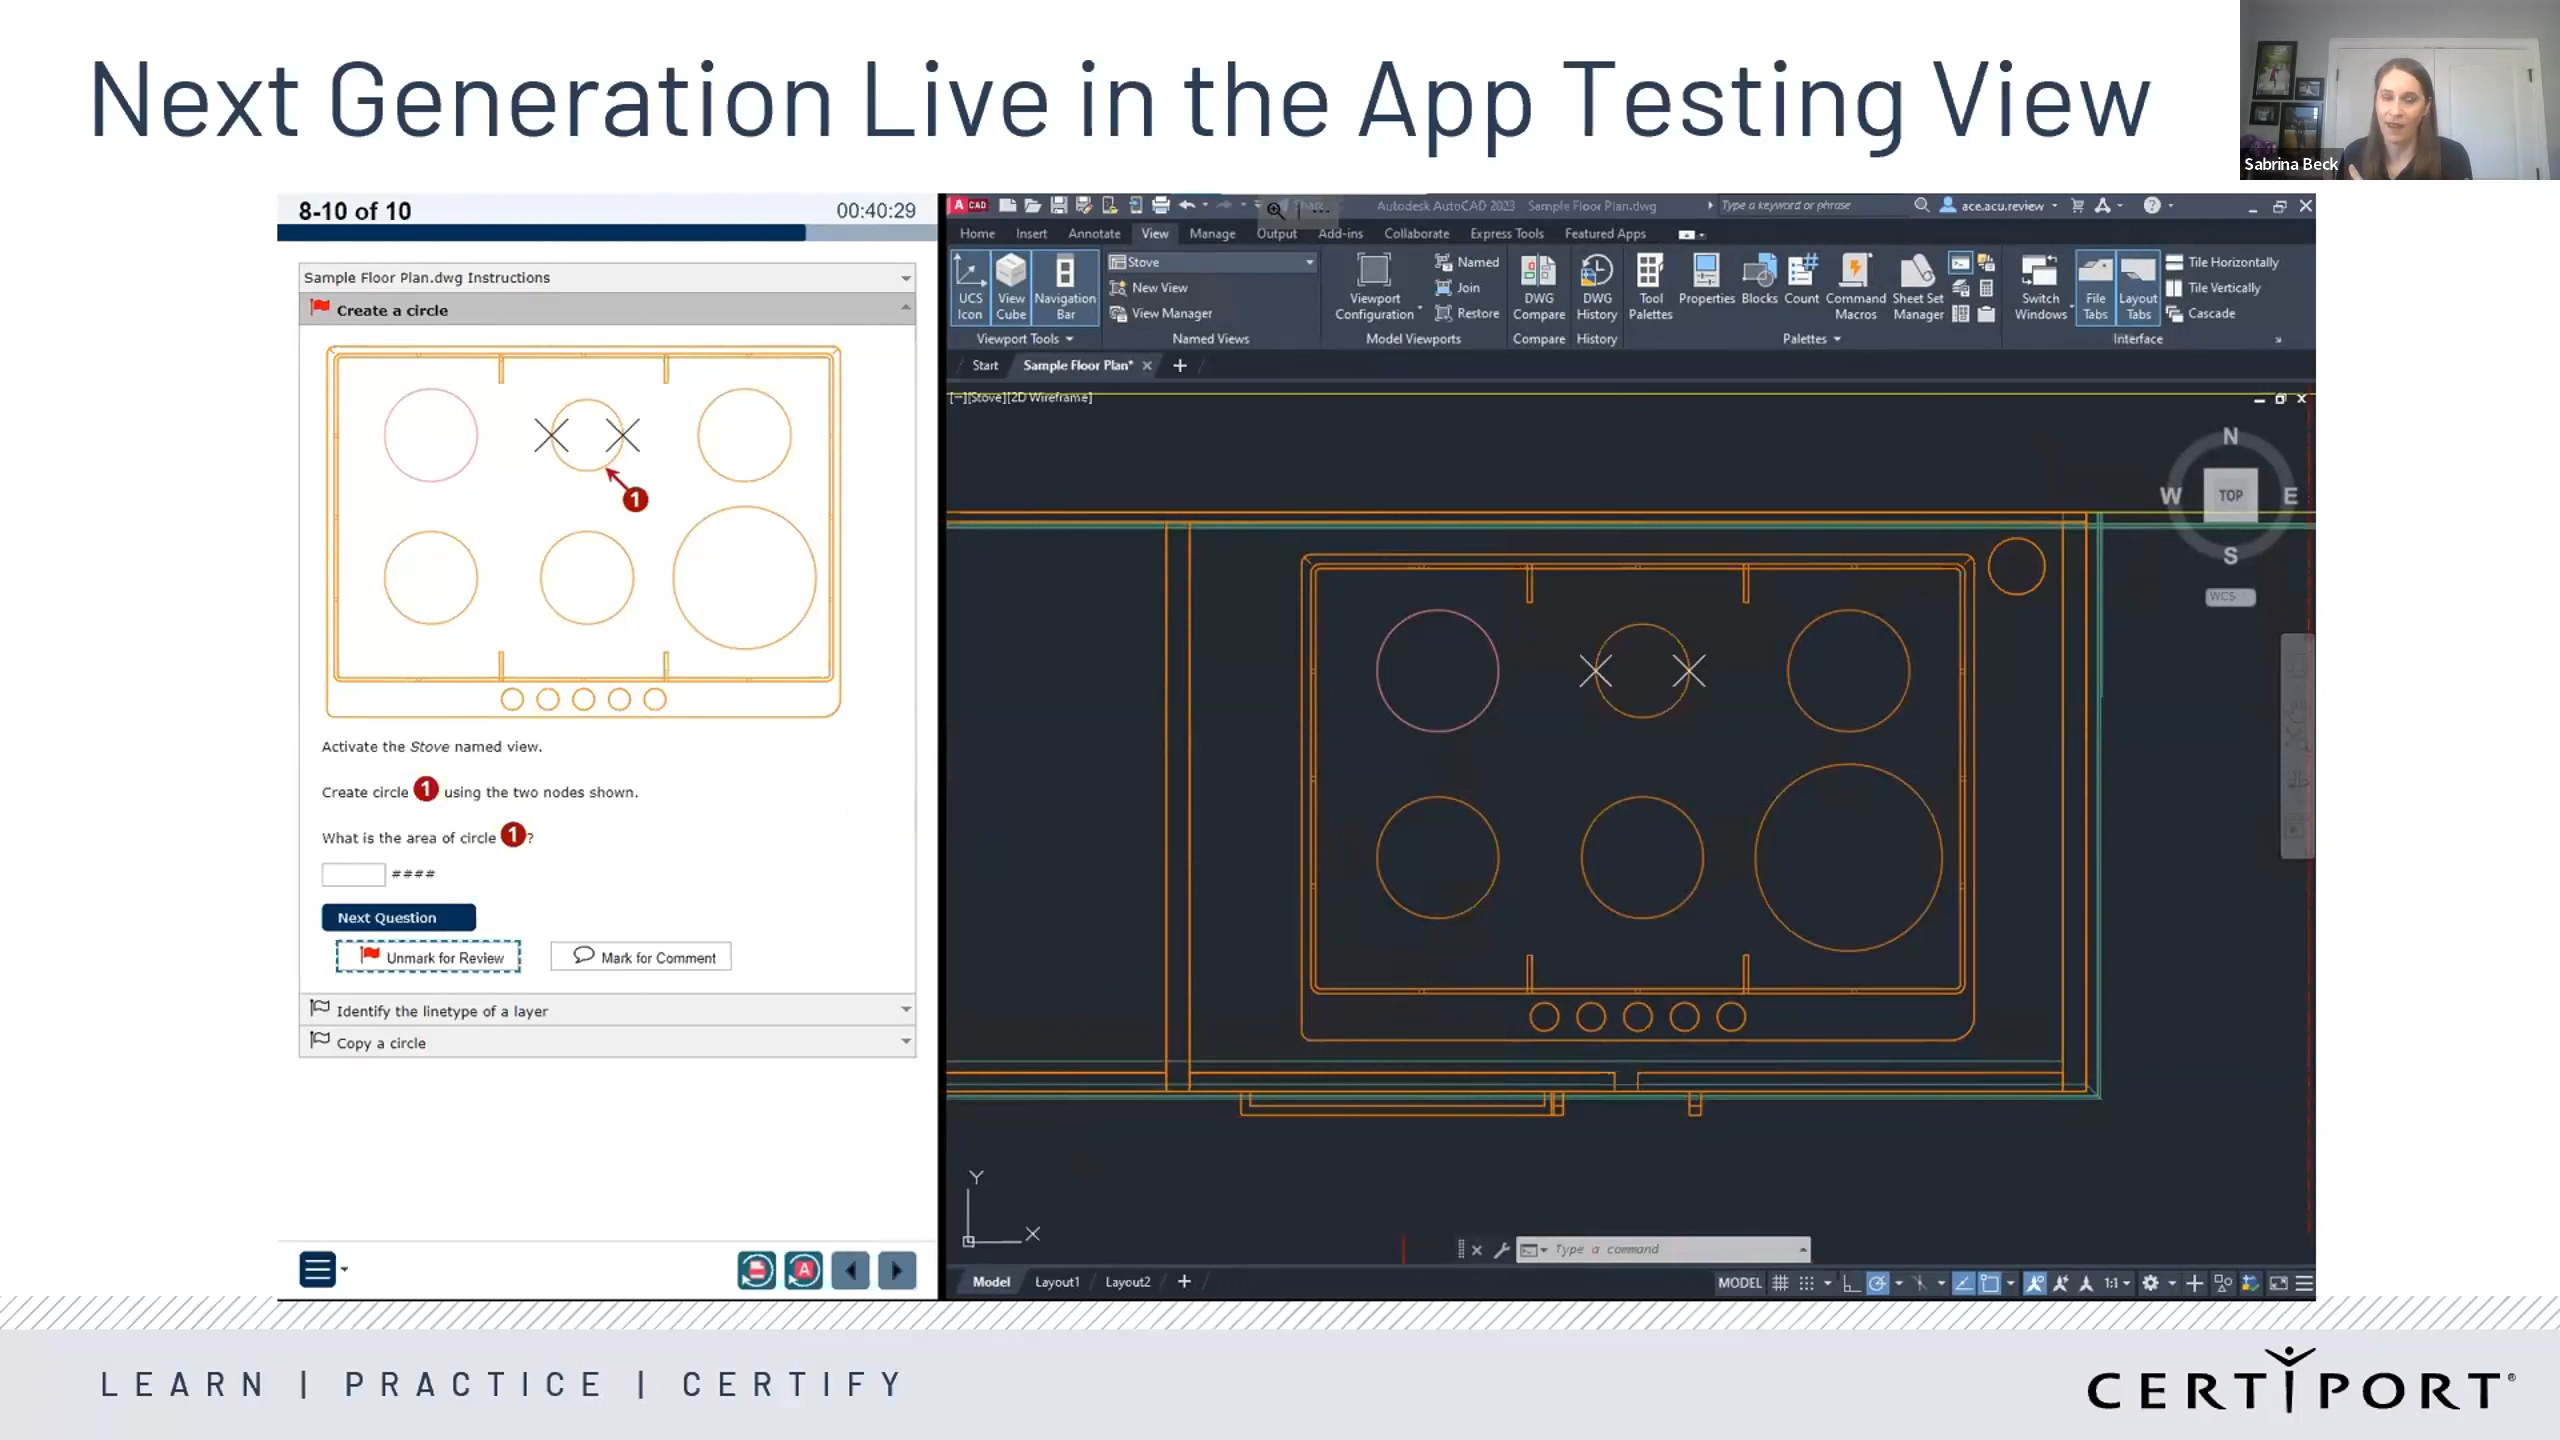 Next Generation Live in the App Testing View
Sabrina Beck
8-10 of 10
00:40:29
Sample Floor Plan.dwg Instructions
Create a circle
1
Activate the Stove named view.
Create circle 1 using the two nodes shown.
What is the area of circle 1?
####
Next Question
Unmark for Review
Mark for Comment
Identify the linetype of a layer
Copy a circle
A CAD
Share
Autodesk AutoCAD 2023 Sample Floor Plan.dwg
Type a keyword or phrase
ace.acu.review
Home Insert Annotate View Manage Output Add-ins Collaborate Express Tools Featured Apps
UCS Icon
View Cube
Navigation Bar
Viewport Tools
Stove
New View
View Manager
Named Views
Viewport Configuration
Named
Join
Restore
Model Viewports
DWG Compare
Compare
DWG History
History
Tool Palettes
Properties
Blocks
Count
Command Macros
Sheet Set Manager
Palettes
Switch Windows
File Tabs
Layout Tabs
Tile Horizontally
Tile Vertically
Cascade
Interface
Start
Sample Floor Plan*
[−][Stove][2D Wireframe]
N
W TOP E
S
WCS
Y
X
Type a command
Model Layout1 Layout2
MODEL
1:1
LEARN | PRACTICE | CERTIFY
CERTIPORT®